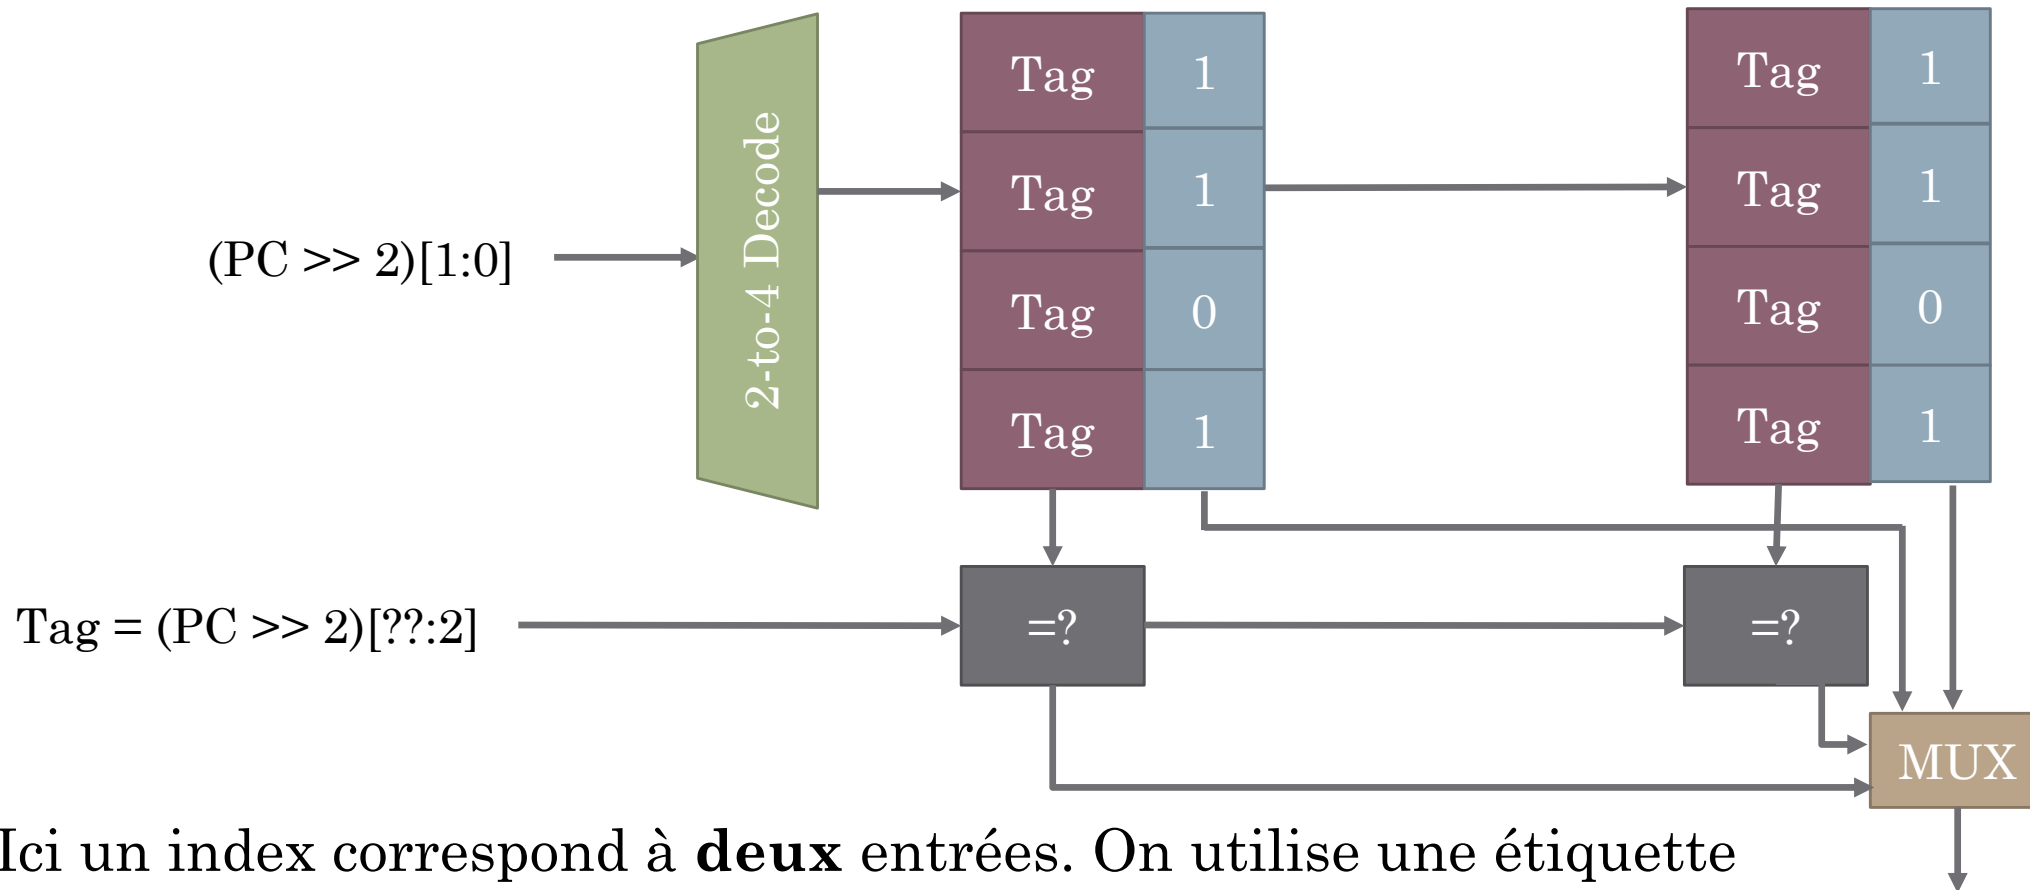 2-to-4 Decode
Tag 1
Tag 1
Tag 0
Tag 1
Tag 1
Tag 1
Tag 0
Tag 1
(PC >> 2)[1:0]
Tag = (PC >> 2)[??:2]
=?
=?
MUX
Ici un index correspond à deux entrées. On utilise une étiquette